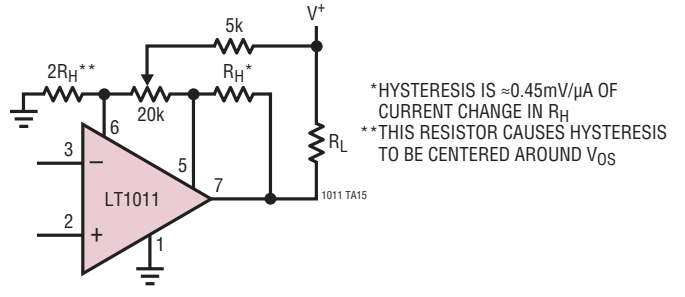 V+
5k
2RH**
RH*
20k
*HYSTERESIS IS ≈0.45mV/µA OF
CURRENT CHANGE IN RH
**THIS RESISTOR CAUSES HYSTERESIS
TO BE CENTERED AROUND VOS
6
RL
3
−
5
LT1011
7
1011 TA15
2
+
1